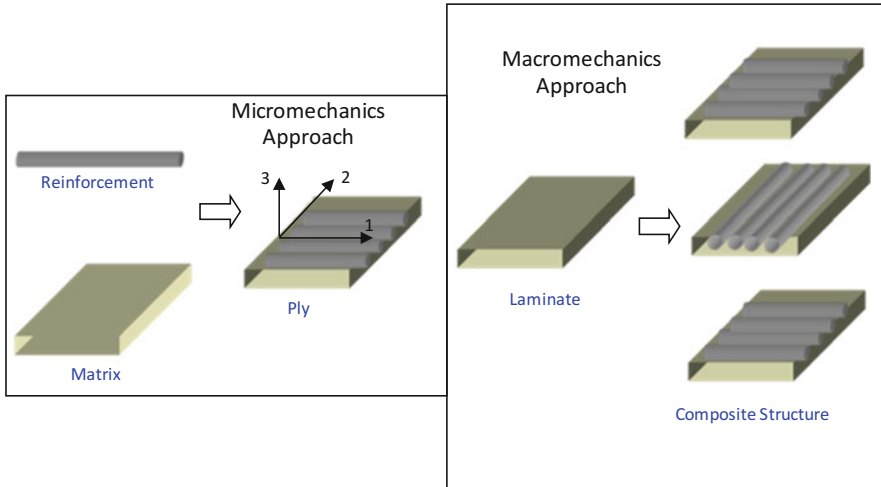 Micromechanics
Approach
Reinforcement
3
2
1
Ply
Matrix
Macromechanics
Approach
Laminate
Composite Structure